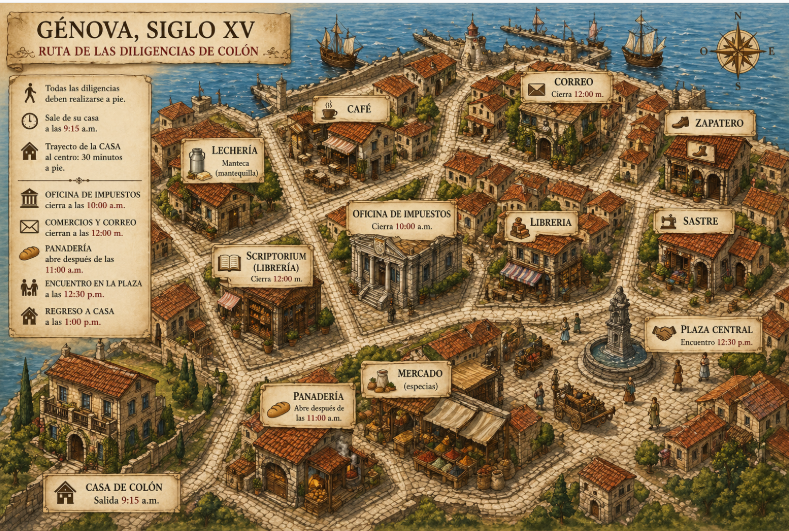 GÉNOVA, SIGLO XV
RUTA DE LAS DILIGENCIAS DE COLÓN
Todas las diligencias
deben realizarse a pie.
Sale de su casa
a las 9:15 a.m.
Trayecto de la CASA
al centro: 30 minutos
a pie.
OFICINA DE IMPUESTOS
cierra a las 10:00 a.m.
COMERCIOS Y CORREO
cierran a las 12:00 m.
PANADERÍA
abre después de las
11:00 a.m.
ENCUENTRO EN LA PLAZA
a las 12:30 p.m.
REGRESO A CASA
a las 1:00 p.m.
N
O
E
S
CAFÉ
CORREO
Cierra 12:00 m.
ZAPATERO
LECHERÍA
Manteca
(mantequilla)
OFICINA DE IMPUESTOS
Cierra 10:00 a.m.
LIBRERIA
SASTRE
SCRIPTORIUM
(LIBRERÍA)
Cierra 12:00 m.
PLAZA CENTRAL
Encuentro 12:30 p.m.
MERCADO
(especias)
PANADERÍA
Abre después de
las 11:00 a.m.
CASA DE COLÓN
Salida 9:15 a.m.